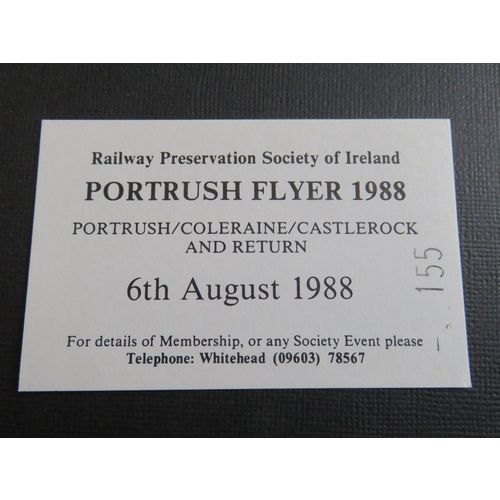 Railway Preservation Society of Ireland
PORTRUSH FLYER 1988
PORTRUSH/COLERAINE/CASTLEROCK
AND RETURN
6th August 1988
For details of Membership, or any Society Event please
Telephone: Whitehead (09603) 78567
155